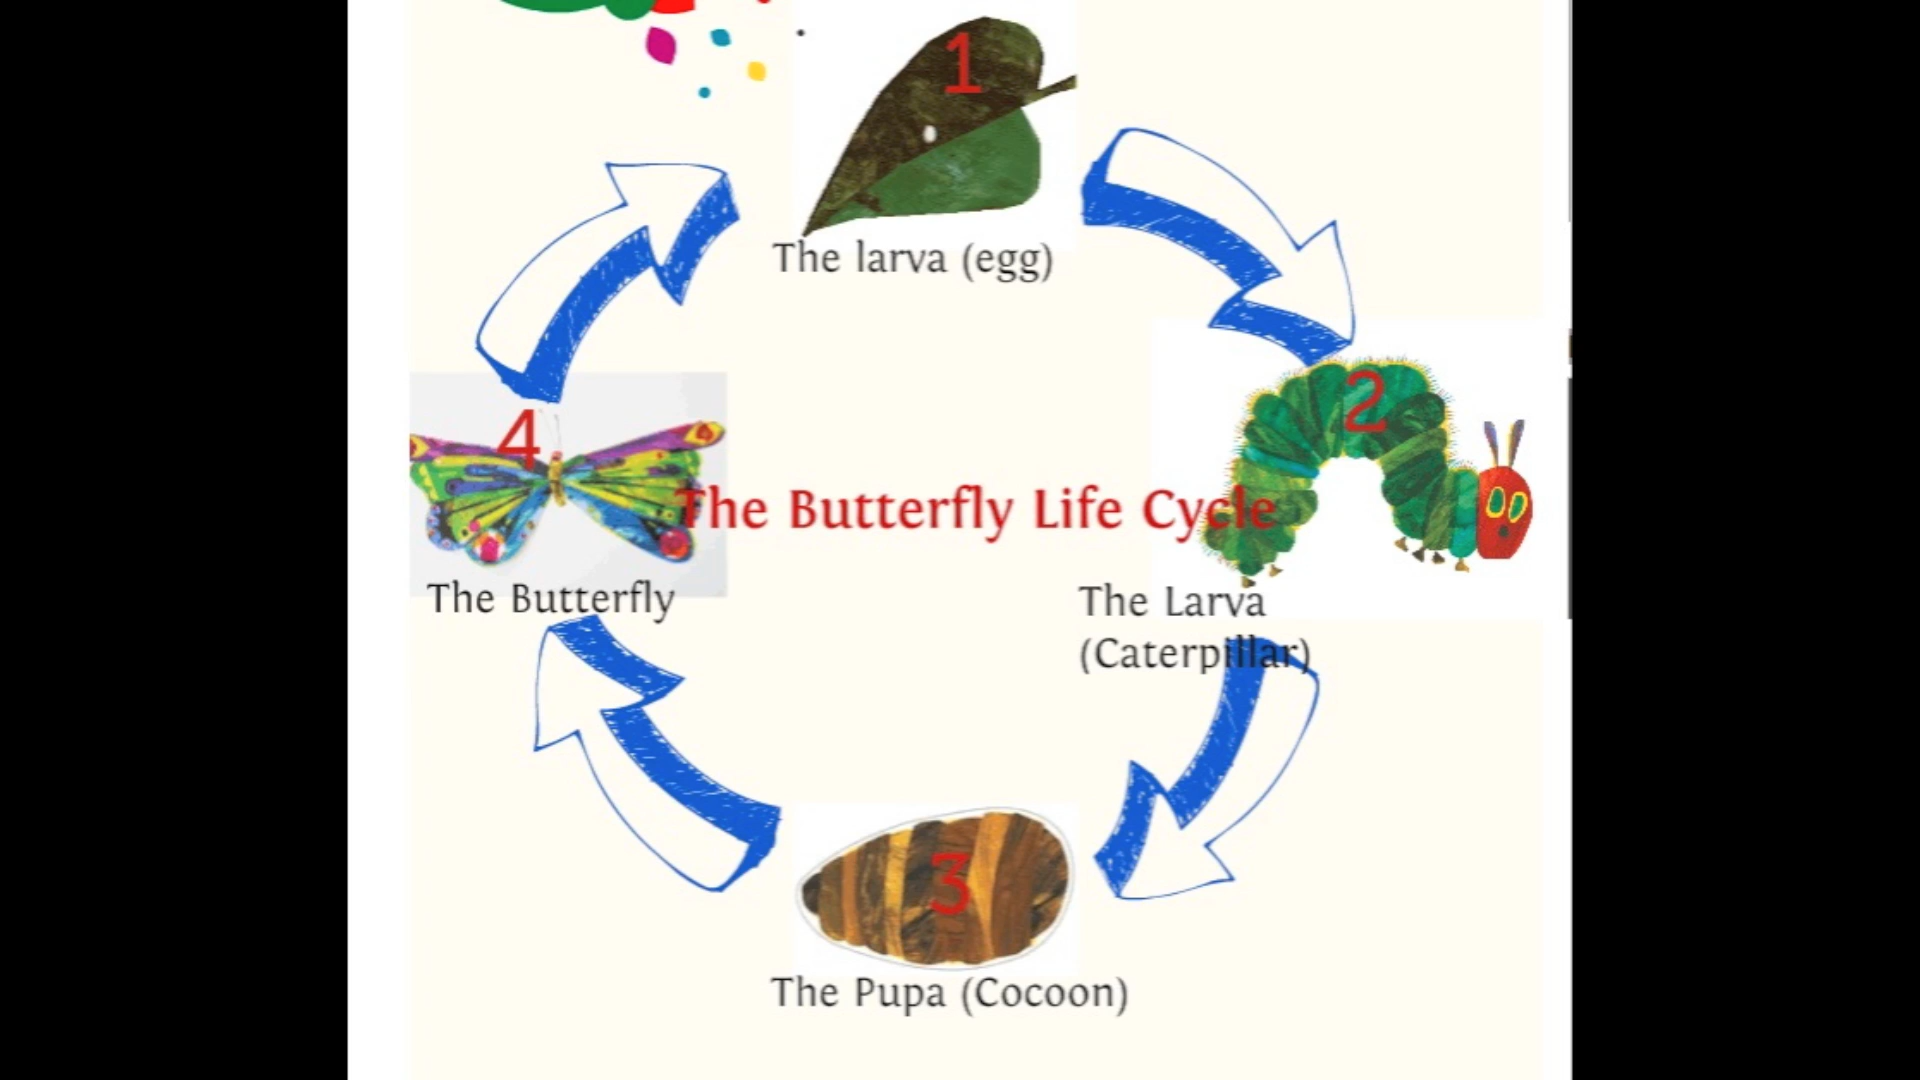 1
The larva (egg)
2
4
The Butterfly Life Cycle
The Butterfly
The Larva
(Caterpillar)
3
The Pupa (Cocoon)